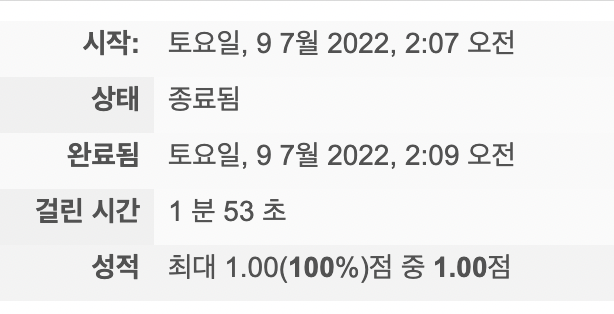 시작: 토요일, 9 7월 2022, 2:07 오전
상태 종료됨
완료됨 토요일, 9 7월 2022, 2:09 오전
걸린 시간 1 분 53 초
성적 최대 1.00(100%)점 중 1.00점